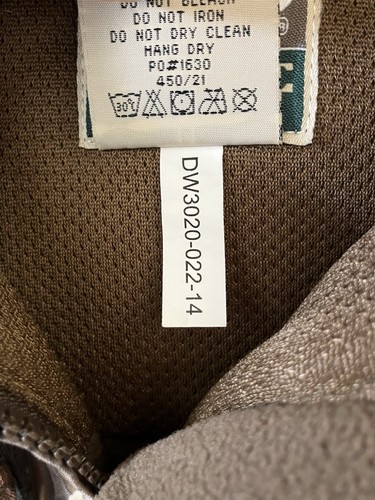 DO NOT BLEACH
DO NOT IRON
DO NOT DRY CLEAN
HANG DRY
PO#1630
450/21
30°
DW3020-022-14
E
®